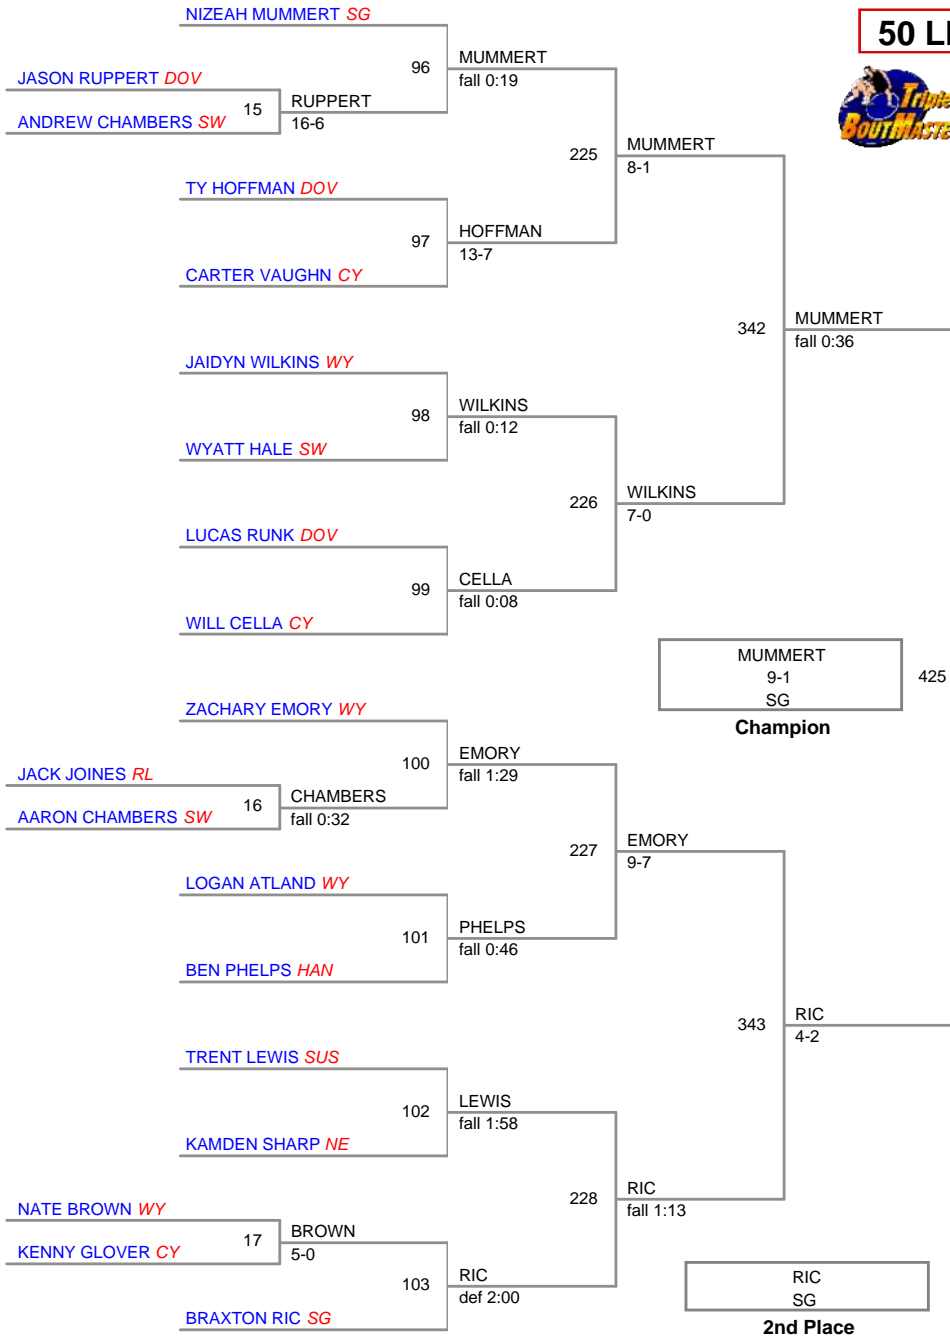 NIZEAH MUMMERT SG
96
MUMMERT
fall 0:19
JASON RUPPERT DOV
15
RUPPERT
16-6
ANDREW CHAMBERS SW
225
MUMMERT
8-1
TY HOFFMAN DOV
97
HOFFMAN
13-7
CARTER VAUGHN CY
342
MUMMERT
fall 0:36
JAIDYN WILKINS WY
98
WILKINS
fall 0:12
WYATT HALE SW
226
WILKINS
7-0
LUCAS RUNK DOV
99
CELLA
fall 0:08
WILL CELLA CY
MUMMERT
9-1
SG
425
Champion
ZACHARY EMORY WY
100
EMORY
fall 1:29
JACK JOINES RL
16
CHAMBERS
fall 0:32
AARON CHAMBERS SW
227
EMORY
9-7
LOGAN ATLAND WY
101
PHELPS
fall 0:46
BEN PHELPS HAN
343
RIC
4-2
TRENT LEWIS SUS
102
LEWIS
fall 1:58
KAMDEN SHARP NE
228
RIC
fall 1:13
NATE BROWN WY
17
BROWN
5-0
KENNY GLOVER CY
103
RIC
def 2:00
BRAXTON RIC SG
RIC
SG
2nd Place
50